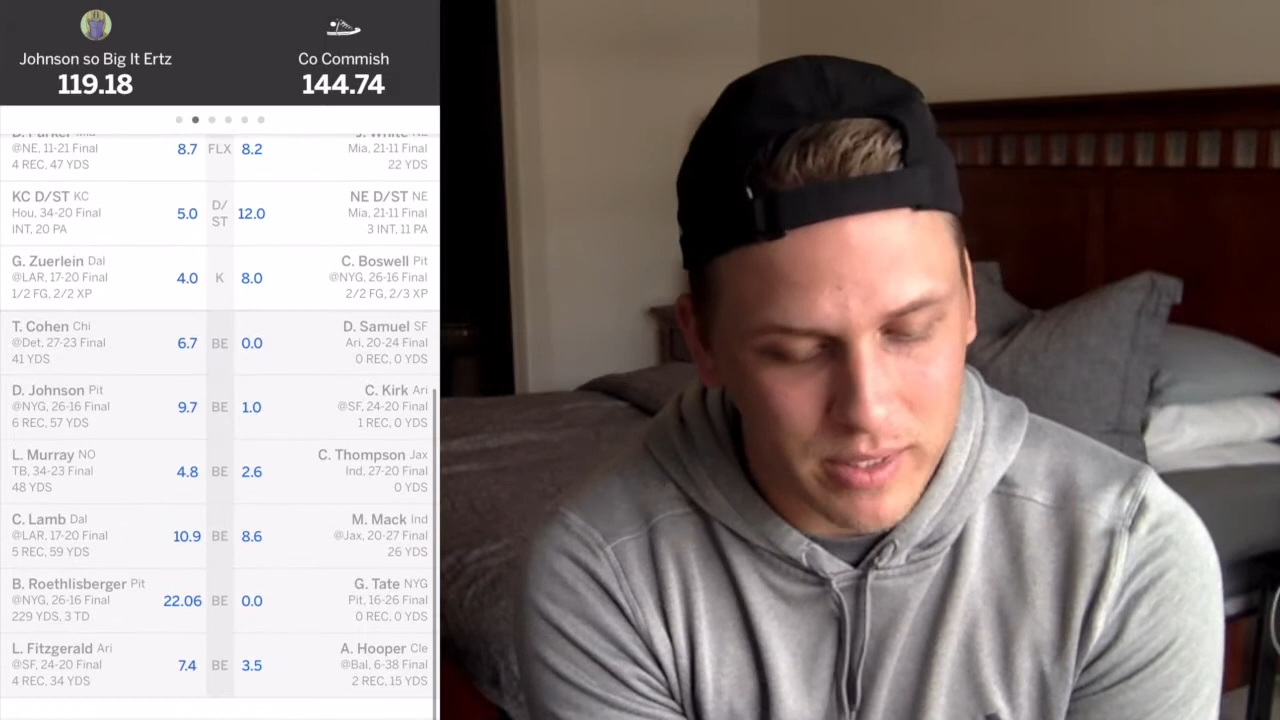 Johnson so Big It Ertz
119.18
Co Commish
144.74
@NE, 11-21 Final
4 REC, 47 YDS
8.7 FLX 8.2
J. White NE
Mia, 21-11 Final
22 YDS
KC D/ST KC
Hou, 34-20 Final
INT, 20 PA
5.0 D/ST 12.0
NE D/ST NE
Mia, 21-11 Final
3 INT, 11 PA
G. Zuerlein Dal
@LAR, 17-20 Final
1/2 FG, 2/2 XP
4.0 K 8.0
C. Boswell Pit
@NYG, 26-16 Final
2/2 FG, 2/3 XP
T. Cohen Chi
@Det, 27-23 Final
41 YDS
6.7 BE 0.0
D. Samuel SF
Ari, 20-24 Final
0 REC, 0 YDS
D. Johnson Pit
@NYG, 26-16 Final
6 REC, 57 YDS
9.7 BE 1.0
C. Kirk Ari
@SF, 24-20 Final
1 REC, 0 YDS
L. Murray NO
TB, 34-23 Final
48 YDS
4.8 BE 2.6
C. Thompson Jax
Ind, 27-20 Final
0 YDS
C. Lamb Dal
@LAR, 17-20 Final
5 REC, 59 YDS
10.9 BE 8.6
M. Mack Ind
@Jax, 20-27 Final
26 YDS
B. Roethlisberger Pit
@NYG, 26-16 Final
229 YDS, 3 TD
22.06 BE 0.0
G. Tate NYG
Pit, 16-26 Final
0 REC, 0 YDS
L. Fitzgerald Ari
@SF, 24-20 Final
4 REC, 34 YDS
7.4 BE 3.5
A. Hooper Cle
@Bal, 6-38 Final
2 REC, 15 YDS